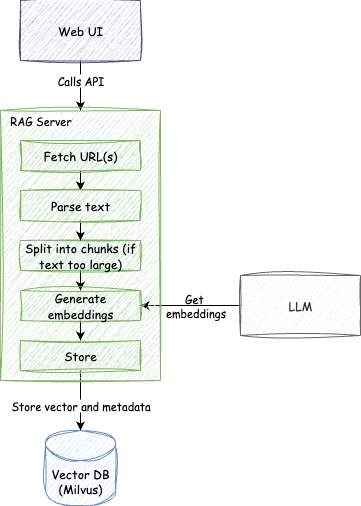 Web UI
Calls API
RAG Server
Fetch URL(s)
Parse text
Split into chunks (if
text too large)
Generate
embeddings
Get
embeddings
LLM
Store
Store vector and metadata
Vector DB
(Milvus)